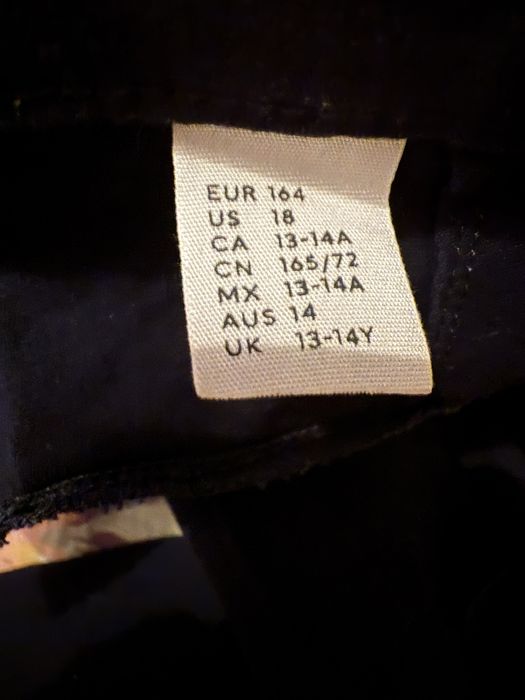 EUR 164
US 18
CA 13-14A
CN 165/72
MX 13-14A
AUS 14
UK 13-14Y